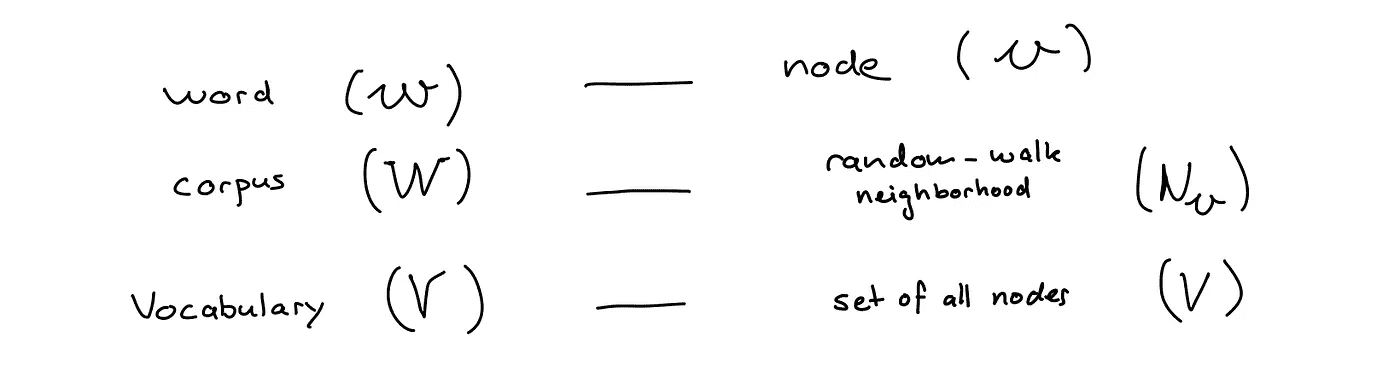 word (w) — node (v)
corpus (W) — random-walk neighborhood (N_v)
Vocabulary (V) — set of all nodes (V)